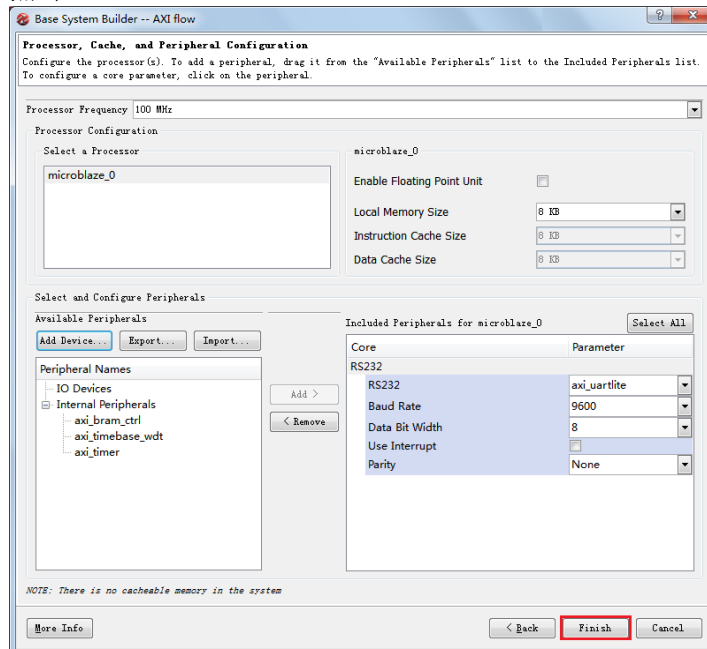 Base System Builder -- AXI flow
Processor, Cache, and Peripheral Configuration
Configure the processor(s). To add a peripheral, drag it from the "Available Peripherals" list to the Included Peripherals list.
To configure a core parameter, click on the peripheral.
Processor Frequency 100 MHz
Processor Configuration
Select a Processor
microblaze_0
microblaze_0
Enable Floating Point Unit
Local Memory Size 8 KB
Instruction Cache Size 8 KB
Data Cache Size 8 KB
Select and Configure Peripherals
Available Peripherals
Add Device... Export... Import...
Peripheral Names
IO Devices
Internal Peripherals
axi_bram_ctrl
axi_timebase_wdt
axi_timer
Add >
< Remove
Included Peripherals for microblaze_0 Select All
Core Parameter
RS232
RS232 axi_uartlite
Baud Rate 9600
Data Bit Width 8
Use Interrupt
Parity None
NOTE: There is no cacheable memory in the system
More Info < Back Finish Cancel